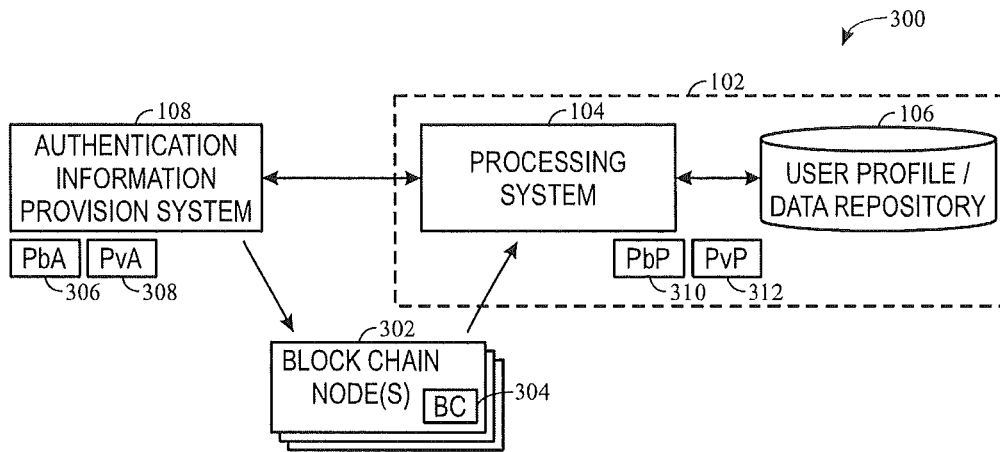 300
102
108
104
106
AUTHENTICATION
INFORMATION
PROVISION SYSTEM
PROCESSING
SYSTEM
USER PROFILE /
DATA REPOSITORY
PbA
PvA
306
308
PbP
PvP
310
312
302
BLOCK CHAIN
NODE(S)
BC
304